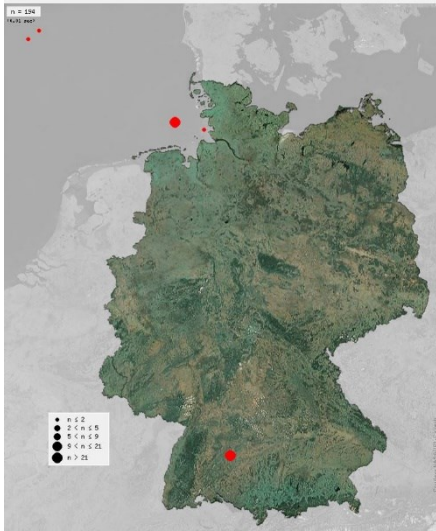 n = 194
n ≤ 2
2 < n ≤ 5
5 < n ≤ 9
9 < n ≤ 21
n > 21